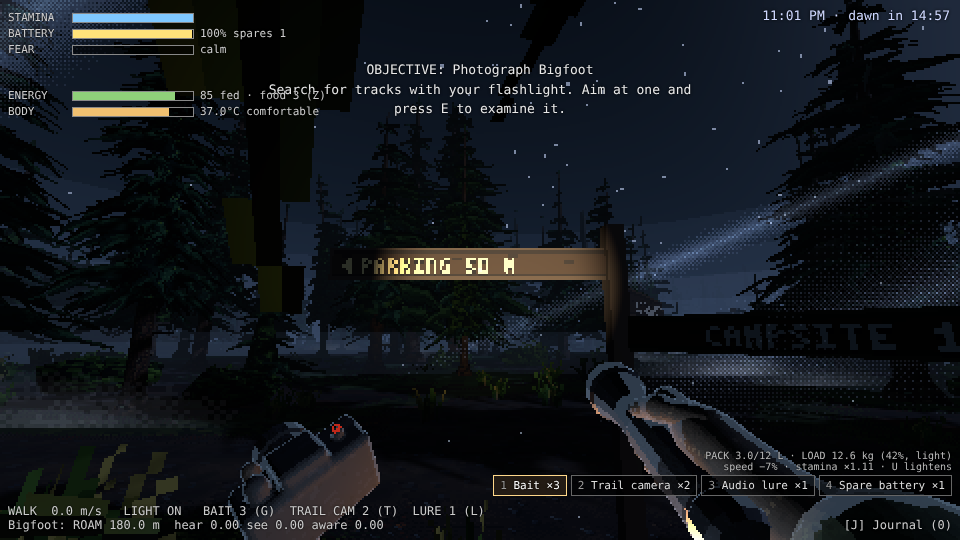 STAMINA
BATTERY 100% spares 1
FEAR calm
ENERGY 85 fed · food 3 (Z)
BODY 37.0°C comfortable
11:01 PM · dawn in 14:57
OBJECTIVE: Photograph Bigfoot
Search for tracks with your flashlight. Aim at one and
press E to examine it.
◄ PARKING 50 M
CAMPSITE 1
PACK 3.0/12 L · LOAD 12.6 kg (42%, light)
speed −7% · stamina ×1.11 · U lightens
1 Bait ×3 2 Trail camera ×2 3 Audio lure ×1 4 Spare battery ×1
WALK 0.0 m/s LIGHT ON BAIT 3 (G) TRAIL CAM 2 (T) LURE 1 (L)
Bigfoot: ROAM 180.0 m hear 0.00 see 0.00 aware 0.00
[J] Journal (0)